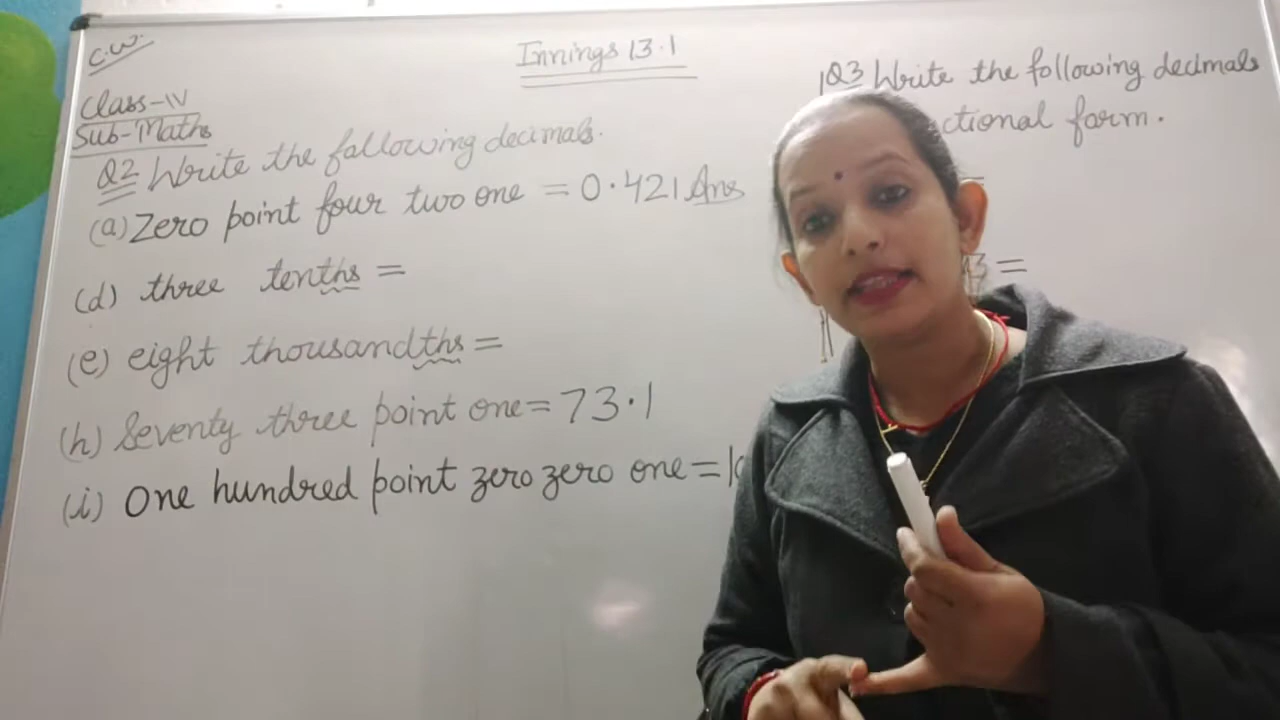 C.W.
Innings 13.1
Class-IV
Sub-Maths
Q2 Write the following decimals.
(a) Zero point four two one = 0.421 Ans
(d) three tenths =
(e) eight thousandths =
(h) Seventy three point one = 73.1
(i) One hundred point zero zero one = 1
Q3 Write the following decimals
ctional form.
=
3 =